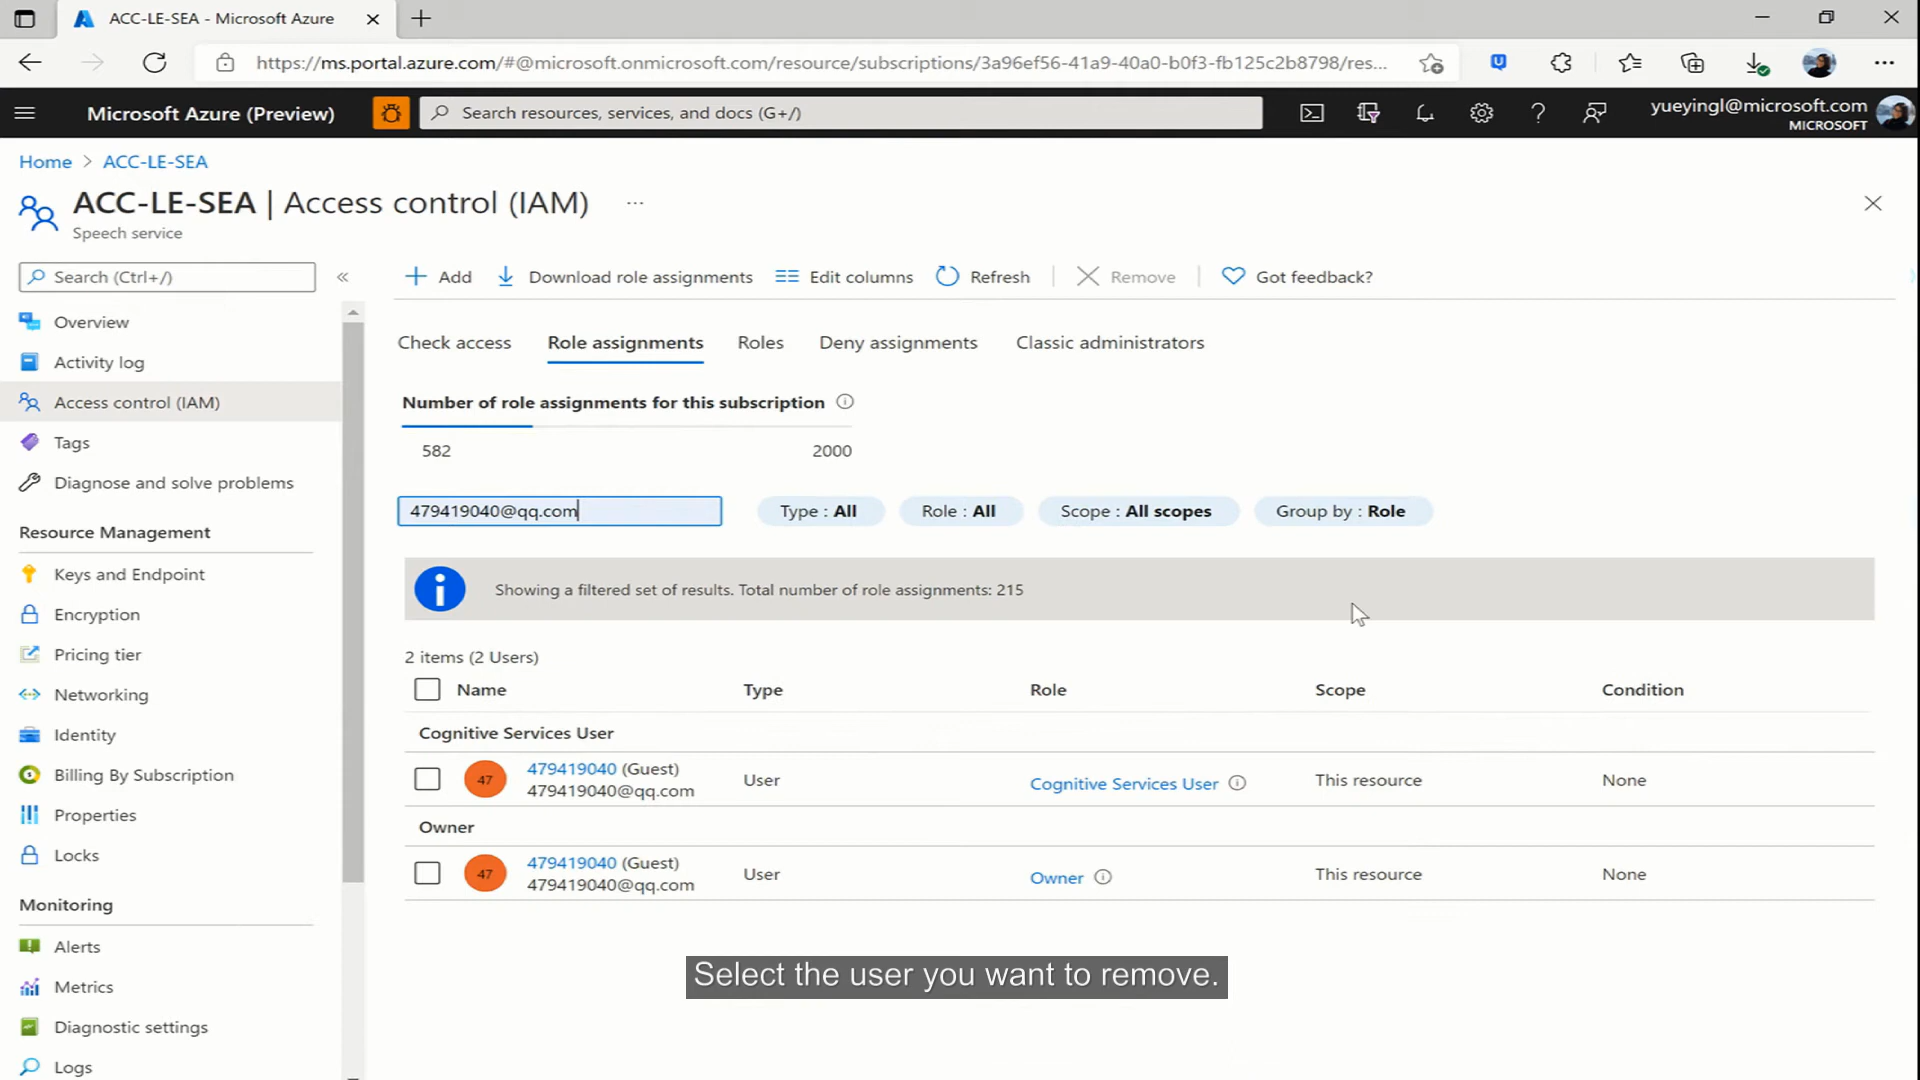 ACC-LE-SEA - Microsoft Azure
https://ms.portal.azure.com/#@microsoft.onmicrosoft.com/resource/subscriptions/3a96ef56-41a9-40a0-b0f3-fb125c2b8798/res...
Microsoft Azure (Preview)
Search resources, services, and docs (G+/)
yueyingl@microsoft.com
MICROSOFT
Home > ACC-LE-SEA
ACC-LE-SEA | Access control (IAM) ...
Speech service
Search (Ctrl+/)
«
Add
Download role assignments
Edit columns
Refresh
Remove
Got feedback?
Overview
Activity log
Access control (IAM)
Tags
Diagnose and solve problems
Resource Management
Keys and Endpoint
Encryption
Pricing tier
Networking
Identity
Billing By Subscription
Properties
Locks
Monitoring
Alerts
Metrics
Diagnostic settings
Logs
Check access
Role assignments
Roles
Deny assignments
Classic administrators
Number of role assignments for this subscription
582
2000
479419040@qq.com
Type : All
Role : All
Scope : All scopes
Group by : Role
Showing a filtered set of results. Total number of role assignments: 215
2 items (2 Users)
Name Type Role Scope Condition
Cognitive Services User
47 479419040 (Guest)
479419040@qq.com
User Cognitive Services User This resource None
Owner
47 479419040 (Guest)
479419040@qq.com
User Owner This resource None
Select the user you want to remove.